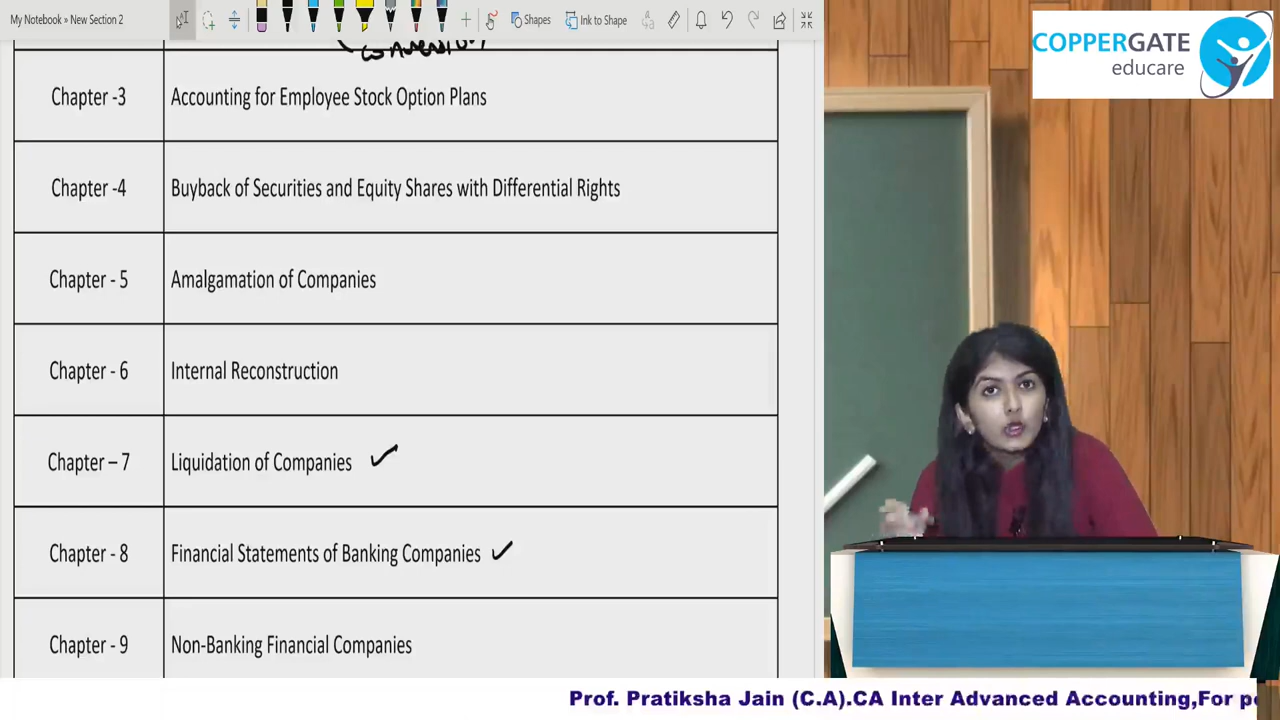 My Notebook » New Section 2
Shapes
Ink to Shape
COPPERGATE
educare
Chapter -3 Accounting for Employee Stock Option Plans
Chapter -4 Buyback of Securities and Equity Shares with Differential Rights
Chapter - 5 Amalgamation of Companies
Chapter - 6 Internal Reconstruction
Chapter – 7 Liquidation of Companies
Chapter - 8 Financial Statements of Banking Companies
Chapter - 9 Non-Banking Financial Companies
Prof. Pratiksha Jain (C.A).CA Inter Advanced Accounting,For